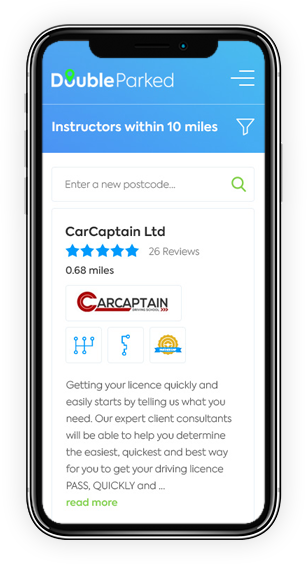 DoubleParked
Instructors within 10 miles
Enter a new postcode...
CarCaptain Ltd
26 Reviews
0.68 miles
CARCAPTAIN
DRIVING SCHOOL
Getting your licence quickly and
easily starts by telling us what you
need. Our expert client consultants
will be able to help you determine
the easiest, quickest and best way
for you to get your driving licence
PASS, QUICKLY and ...
read more